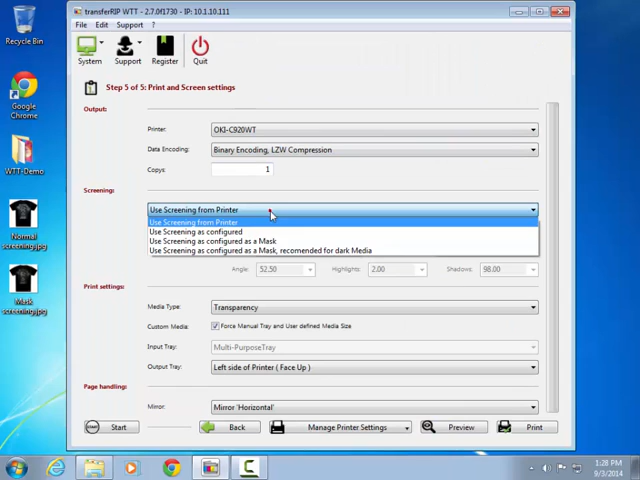 transferRIP WTT - 2.7.0f1730 - IP: 10.1.10.111
File Edit Support ?
System Support Register Quit
Recycle Bin
Google Chrome
WTT-Demo
Normal screening.jpg
Mask screening.jpg
Step 5 of 5: Print and Screen settings
Output:
Printer: OKI-C920WT
Data Encoding: Binary Encoding, LZW Compression
Copys: 1
Screening:
Use Screening from Printer
Use Screening from Printer
Use Screening as configured
Use Screening as configured as a Mask
Use Screening as configured as a Mask, recomended for dark Media
Angle: 52.50 Highlights: 2.00 Shadows: 98.00
Print settings:
Media Type: Transparency
Custom Media: Force Manual Tray and User defined Media Size
Input Tray: Multi-PurposeTray
Output Tray: Left side of Printer ( Face Up )
Page handling:
Mirror: Mirror 'Horizontal'
START Start Back Manage Printer Settings Preview Print
1:28 PM
9/3/2014